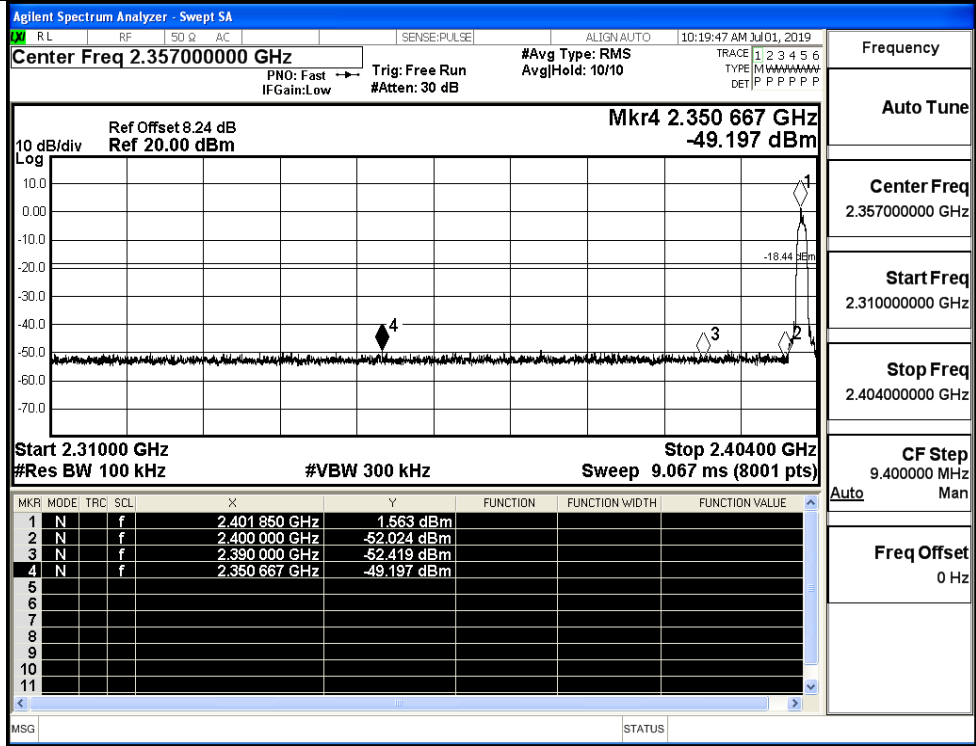 Agilent Spectrum Analyzer - Swept SA
LXI RL RF 50 Ω AC SENSE:PULSE ALIGN AUTO 10:19:47 AM Jul 01, 2019
Center Freq 2.357000000 GHz
PNO: Fast
IFGain:Low
Trig: Free Run
#Atten: 30 dB
#Avg Type: RMS
Avg|Hold: 10/10
TRACE 1 2 3 4 5 6
TYPE M WWWWW
DET P P P P P P
Ref Offset 8.24 dB
10 dB/div Ref 20.00 dBm
Log
Mkr4 2.350 667 GHz
-49.197 dBm
10.0
0.00
-10.0
-20.0
-30.0
-40.0
-50.0
-60.0
-70.0
1
-18.44 dBm
4
3
2
Start 2.31000 GHz Stop 2.40400 GHz
#Res BW 100 kHz #VBW 300 kHz Sweep 9.067 ms (8001 pts)
MKR MODE TRC SCL X Y FUNCTION FUNCTION WIDTH FUNCTION VALUE
1 N f 2.401 850 GHz 1.563 dBm
2 N f 2.400 000 GHz -52.024 dBm
3 N f 2.390 000 GHz -52.419 dBm
4 N f 2.350 667 GHz -49.197 dBm
5
6
7
8
9
10
11
MSG STATUS
Frequency
Auto Tune
Center Freq
2.357000000 GHz
Start Freq
2.310000000 GHz
Stop Freq
2.404000000 GHz
CF Step
9.400000 MHz
Auto Man
Freq Offset
0 Hz